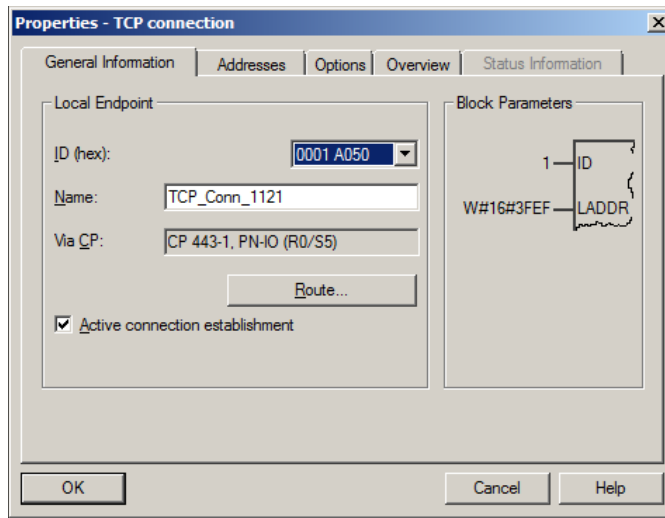 Properties - TCP connection
General Information
Addresses
Options
Overview
Status Information
Local Endpoint
ID (hex):
0001 A050
Name:
TCP_Conn_1121
Via CP:
CP 443-1, PN-IO (R0/S5)
Route...
Active connection establishment
Block Parameters
1
ID
W#16#3FEF
LADDR
OK
Cancel
Help